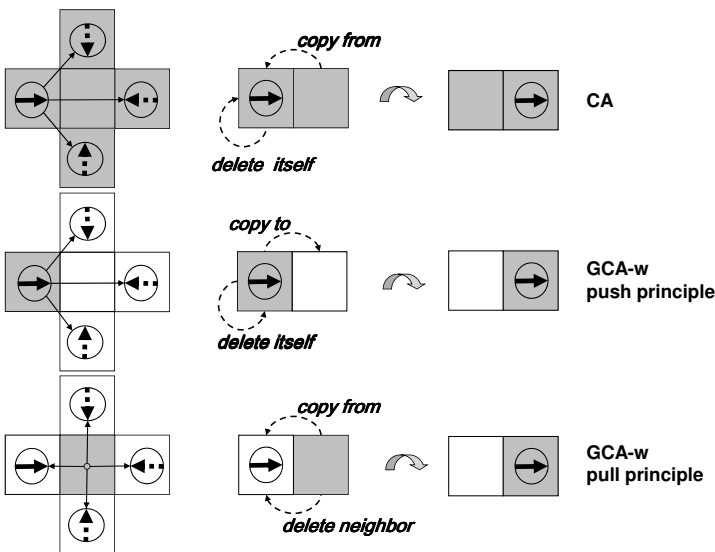 copy from
CA
delete itself
copy to
GCA-w
push principle
delete itself
copy from
GCA-w
pull principle
delete neighbor